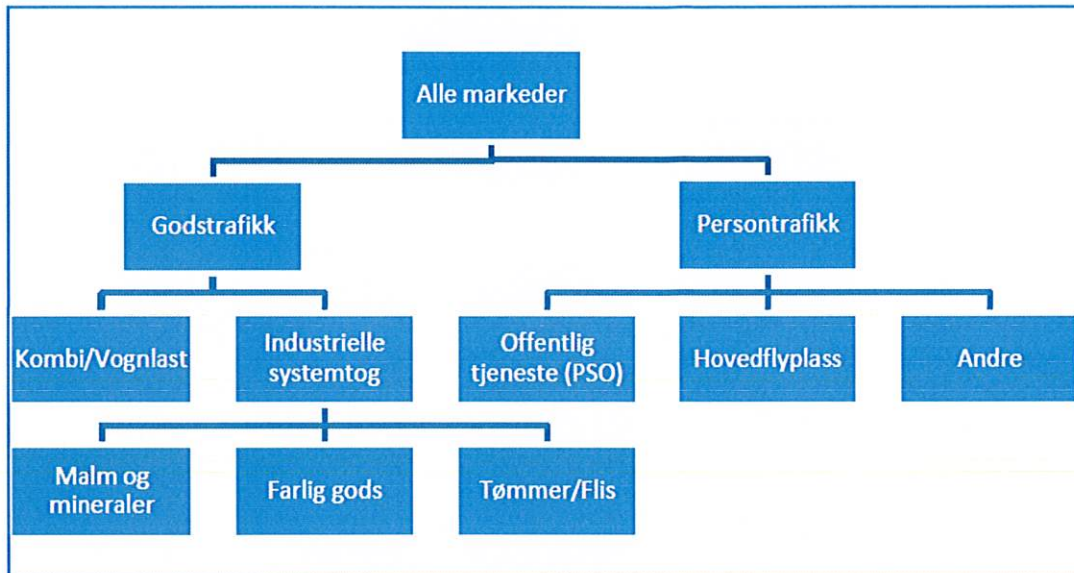 Alle markeder
Godstrafikk
Persontrafikk
Kombi/Vognlast
Industrielle
systemtog
Offentlig
tjeneste (PSO)
Hovedflyplass
Andre
Malm og
mineraler
Farlig gods
Tømmer/Flis